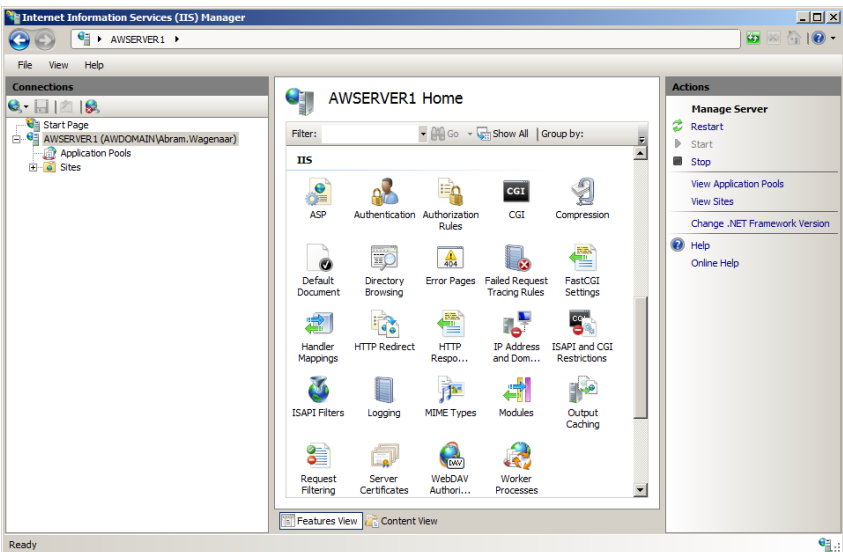 Internet Information Services (IIS) Manager
AWSERVER1
File View Help
Connections
Start Page
AWSERVER1 (AWDOMAIN\Abram.Wagenaar)
Application Pools
Sites
AWSERVER1 Home
Filter: Go Show All Group by:
IIS
ASP Authentication Authorization Rules CGI Compression
Default Document Directory Browsing Error Pages Failed Request Tracing Rules FastCGI Settings
Handler Mappings HTTP Redirect HTTP Respo... IP Address and Dom... ISAPI and CGI Restrictions
ISAPI Filters Logging MIME Types Modules Output Caching
Request Filtering Server Certificates WebDAV Authori... Worker Processes
CGI
404
DAV
Features View Content View
Actions
Manage Server
Restart
Start
Stop
View Application Pools
View Sites
Change .NET Framework Version
Help
Online Help
Ready